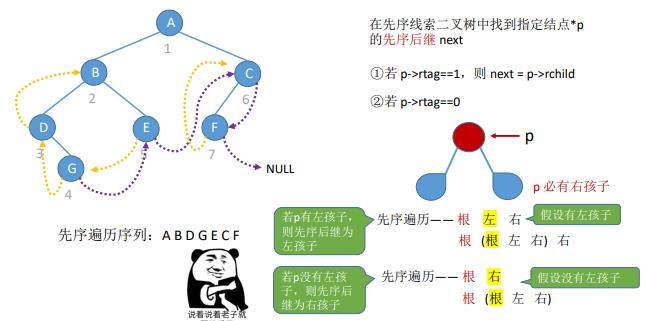 A
1
B
2
C
6
D
3
E
F
7
G
4
NULL
先序遍历序列：A B D G E C F
说着说着老子就
在先序线索二叉树中找到指定结点*p
的先序后继 next
①若 p->rtag==1，则 next = p->rchild
②若 p->rtag==0
p
p 必有右孩子
若p有左孩子，
则先序后继为
左孩子
先序遍历—— 根 左 右
根 (根 左 右) 右
假设有左孩子
若p没有左孩
子，则先序后
继为右孩子
先序遍历—— 根 右
根 (根 左 右)
假设没有左孩子